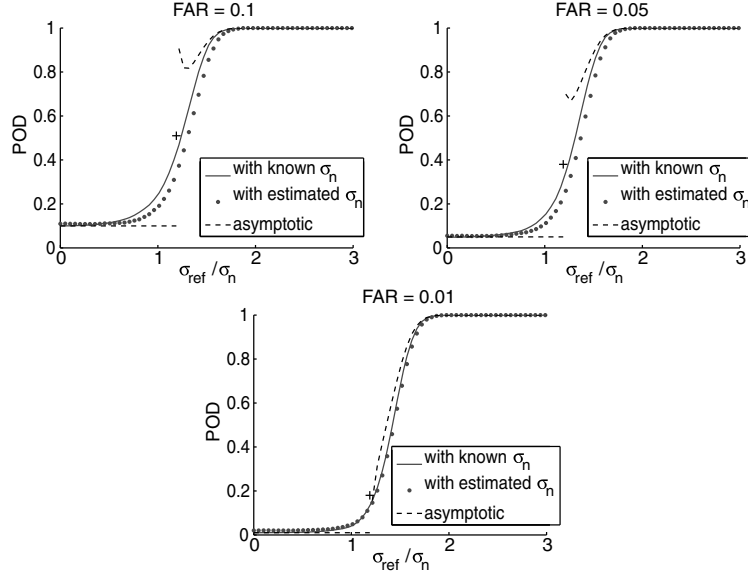 FAR = 0.1
1
0.8
0.6
0.4
0.2
0
POD
with known σn
with estimated σn
asymptotic
0
1
2
3
σref /σn
FAR = 0.05
1
0.8
0.6
0.4
0.2
0
POD
with known σn
with estimated σn
asymptotic
0
1
2
3
σref /σn
FAR = 0.01
1
0.8
0.6
0.4
0.2
0
POD
with known σn
with estimated σn
asymptotic
0
1
2
3
σref /σn